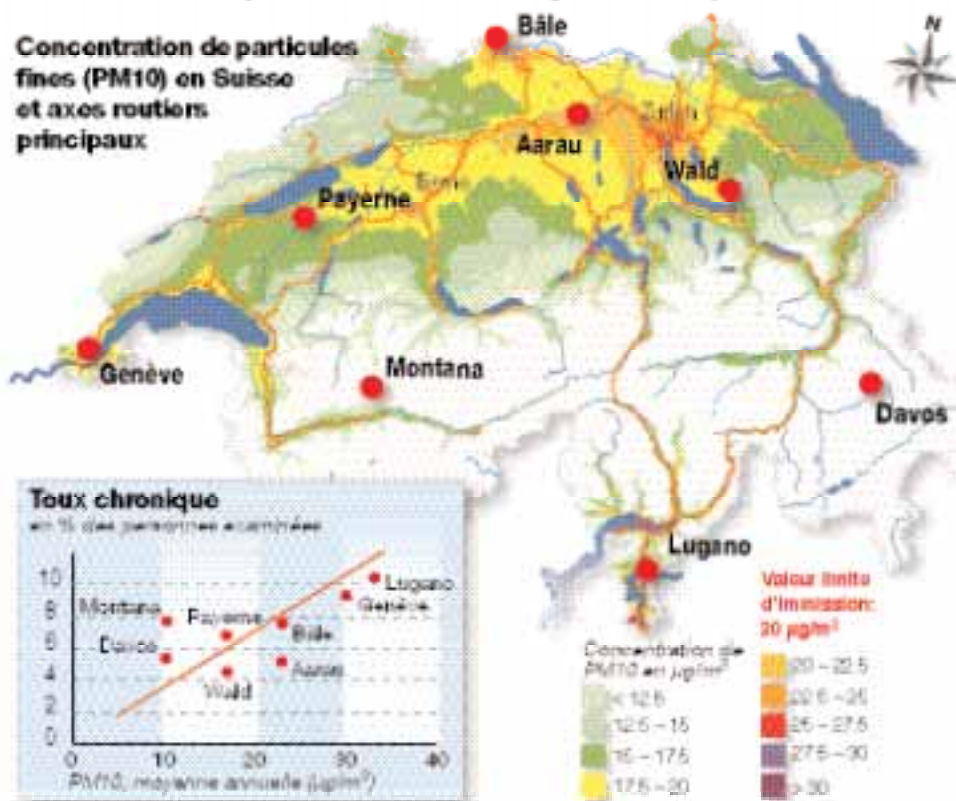 Concentration de particules
fines (PM10) en Suisse
et axes routiers
principaux
N
Bâle
Zurich
Aarau
Wald
Berne
Payerne
Genève
Montana
Davos
Lugano
Toux chronique
en % des personnes examinées
10
8
6
4
2
0
Montana
Davos
Payerne
Wald
Bâle
Aarau
Lugano
Genève
0 10 20 30 40
PM10, moyenne annuelle (µg/m³)
Concentration de
PM10 en µg/m³
< 12.5
12.5 – 15
15 – 17.5
17.5 – 20
Valeur limite
d'immission:
20 µg/m³
20 – 22.5
22.5 – 25
25 – 27.5
27.5 – 30
> 30